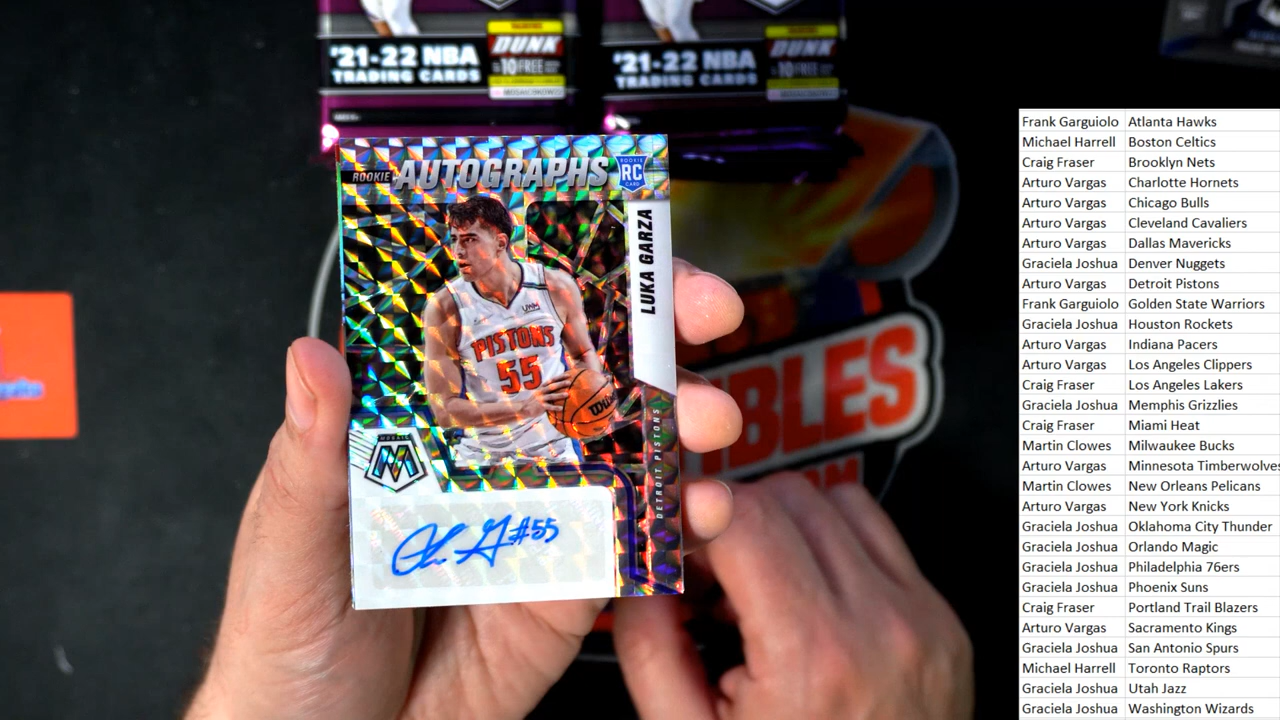 '21-22 NBA
TRADING CARDS
PANINI
DUNK
10 FREE
'21-22 NBA
TRADING CARDS
DUNK
10 FREE
ROOKIE AUTOGRAPHS
ROOKIE
RC
CARD
LUKA GARZA
UWM
PISTONS
55
Wilson
DETROIT PISTONS
MOSAIC
M
#55
BLES
Frank Garguiolo Atlanta Hawks
Michael Harrell Boston Celtics
Craig Fraser Brooklyn Nets
Arturo Vargas Charlotte Hornets
Arturo Vargas Chicago Bulls
Arturo Vargas Cleveland Cavaliers
Arturo Vargas Dallas Mavericks
Graciela Joshua Denver Nuggets
Arturo Vargas Detroit Pistons
Frank Garguiolo Golden State Warriors
Graciela Joshua Houston Rockets
Arturo Vargas Indiana Pacers
Arturo Vargas Los Angeles Clippers
Craig Fraser Los Angeles Lakers
Graciela Joshua Memphis Grizzlies
Craig Fraser Miami Heat
Martin Clowes Milwaukee Bucks
Arturo Vargas Minnesota Timberwolves
Martin Clowes New Orleans Pelicans
Arturo Vargas New York Knicks
Graciela Joshua Oklahoma City Thunder
Graciela Joshua Orlando Magic
Graciela Joshua Philadelphia 76ers
Graciela Joshua Phoenix Suns
Craig Fraser Portland Trail Blazers
Arturo Vargas Sacramento Kings
Graciela Joshua San Antonio Spurs
Michael Harrell Toronto Raptors
Graciela Joshua Utah Jazz
Graciela Joshua Washington Wizards